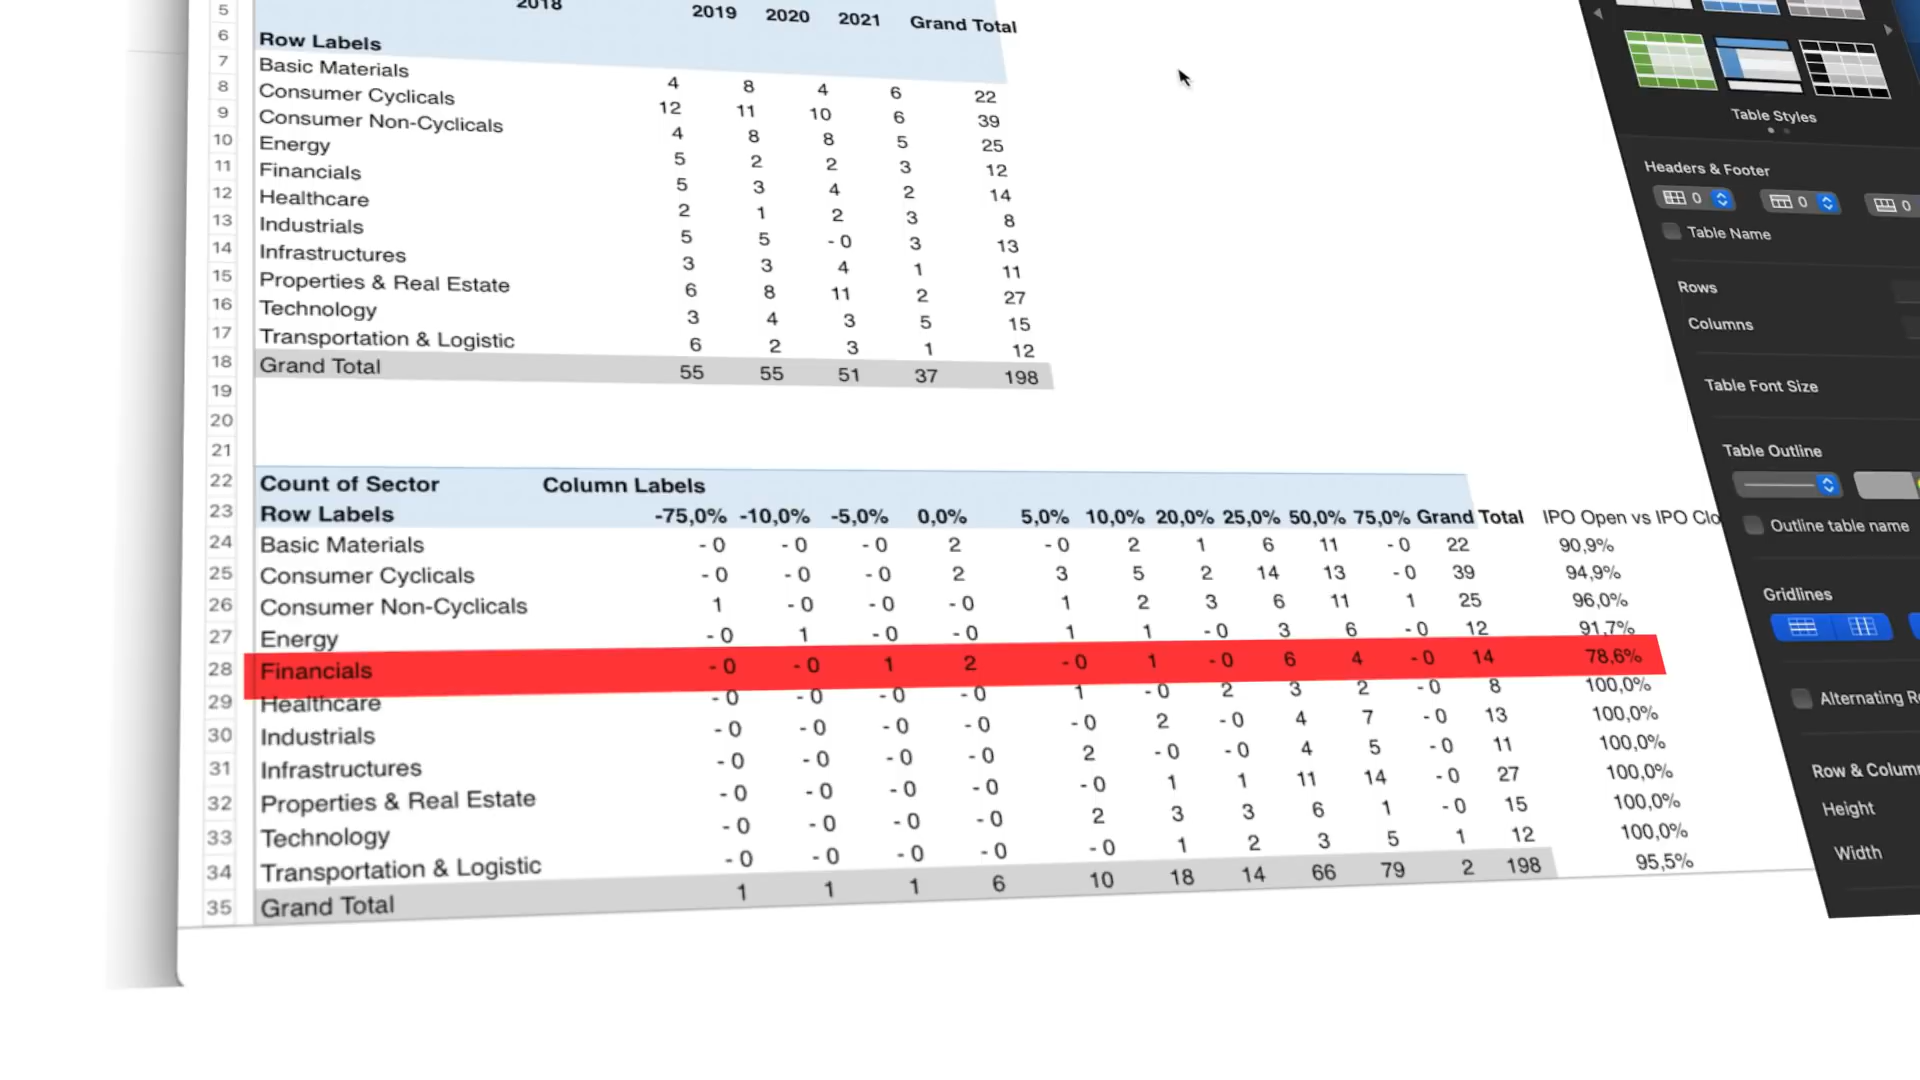 5 2018 2019 2020 2021 Grand Total
6 Row Labels
7 Basic Materials 4 8 4 6 22
8 Consumer Cyclicals 12 11 10 6 39
9 Consumer Non-Cyclicals 4 8 8 5 25
10 Energy 5 2 2 3 12
11 Financials 5 3 4 2 14
12 Healthcare 2 1 2 3 8
13 Industrials 5 5 - 0 3 13
14 Infrastructures 3 3 4 1 11
15 Properties & Real Estate 6 8 11 2 27
16 Technology 3 4 3 5 15
17 Transportation & Logistic 6 2 3 1 12
18 Grand Total 55 55 51 37 198
19
20
21
22 Count of Sector Column Labels
23 Row Labels -75,0% -10,0% -5,0% 0,0% 5,0% 10,0% 20,0% 25,0% 50,0% 75,0% Grand Total IPO Open vs IPO Clo
24 Basic Materials - 0 - 0 - 0 2 - 0 2 1 6 11 - 0 22 90,9%
25 Consumer Cyclicals - 0 - 0 - 0 2 3 5 2 14 13 - 0 39 94,9%
26 Consumer Non-Cyclicals 1 - 0 - 0 - 0 1 2 3 6 11 1 25 96,0%
27 Energy - 0 1 - 0 - 0 1 1 - 0 3 6 - 0 12 91,7%
28 Financials - 0 - 0 1 2 - 0 1 - 0 6 4 - 0 14 78,6%
29 Healthcare - 0 - 0 - 0 - 0 1 - 0 2 3 2 - 0 8 100,0%
30 Industrials - 0 - 0 - 0 - 0 - 0 2 - 0 4 7 - 0 13 100,0%
31 Infrastructures - 0 - 0 - 0 - 0 2 - 0 - 0 4 5 - 0 11 100,0%
32 Properties & Real Estate - 0 - 0 - 0 - 0 - 0 1 1 11 14 - 0 27 100,0%
33 Technology - 0 - 0 - 0 - 0 2 3 3 6 1 - 0 15 100,0%
34 Transportation & Logistic - 0 - 0 - 0 - 0 - 0 1 2 3 5 1 12 100,0%
35 Grand Total 1 1 1 6 10 18 14 66 79 2 198 95,5%
Table Styles
Headers & Footer
0 0 0
Table Name
Rows
Columns
Table Font Size
Table Outline
Outline table name
Gridlines
Alternating Ro
Row & Column
Height
Width